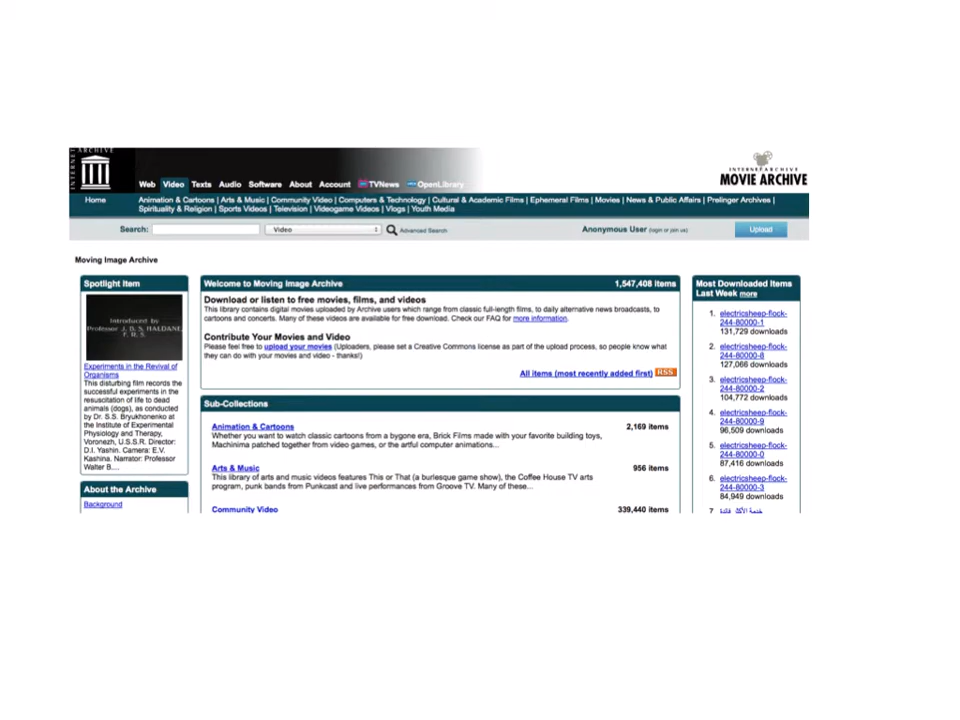 INTERNET ARCHIVE
Web Video Texts Audio Software About Account TVNews OpenLibrary
INTERNET ARCHIVE
MOVIE ARCHIVE
Home
Animation & Cartoons | Arts & Music | Community Video | Computers & Technology | Cultural & Academic Films | Ephemeral Films | Movies | News & Public Affairs | Prelinger Archives |
Spirituality & Religion | Sports Videos | Television | Videogame Videos | Vlogs | Youth Media
Search: Video Advanced Search
Anonymous User (login or join us) Upload
Moving Image Archive
Spotlight Item
Introduced by
Professor J. B. S. HALDANE,
F. R. S.
Experiments in the Revival of
Organisms
This disturbing film records the
successful experiments in the
resuscitation of life to dead
animals (dogs), as conducted
by Dr. S.S. Bryukhonenko at
the Institute of Experimental
Physiology and Therapy,
Voronezh, U.S.S.R. Director:
D.I. Yashin. Camera: E.V.
Kashina. Narrator: Professor
Walter B....
About the Archive
Background
Welcome to Moving Image Archive 1,547,408 items
Download or listen to free movies, films, and videos
This library contains digital movies uploaded by Archive users which range from classic full-length films, to daily alternative news broadcasts, to
cartoons and concerts. Many of these videos are available for free download. Check our FAQ for more information.
Contribute Your Movies and Video
Please feel free to upload your movies (Uploaders, please set a Creative Commons license as part of the upload process, so people know what
they can do with your movies and video - thanks!)
All items (most recently added first) RSS
Sub-Collections
Animation & Cartoons 2,169 items
Whether you want to watch classic cartoons from a bygone era, Brick Films made with your favorite building toys,
Machinima patched together from video games, or the artful computer animations...
Arts & Music 956 items
This library of arts and music videos features This or That (a burlesque game show), the Coffee House TV arts
program, punk bands from Punkcast and live performances from Groove TV. Many of these...
Community Video 339,440 items
Most Downloaded Items
Last Week more
1. electricsheep-flock-
244-80000-1
131,729 downloads
2. electricsheep-flock-
244-80000-8
127,066 downloads
3. electricsheep-flock-
244-80000-2
104,772 downloads
4. electricsheep-flock-
244-80000-9
96,509 downloads
5. electricsheep-flock-
244-80000-0
87,416 downloads
6. electricsheep-flock-
244-80000-3
84,949 downloads
7